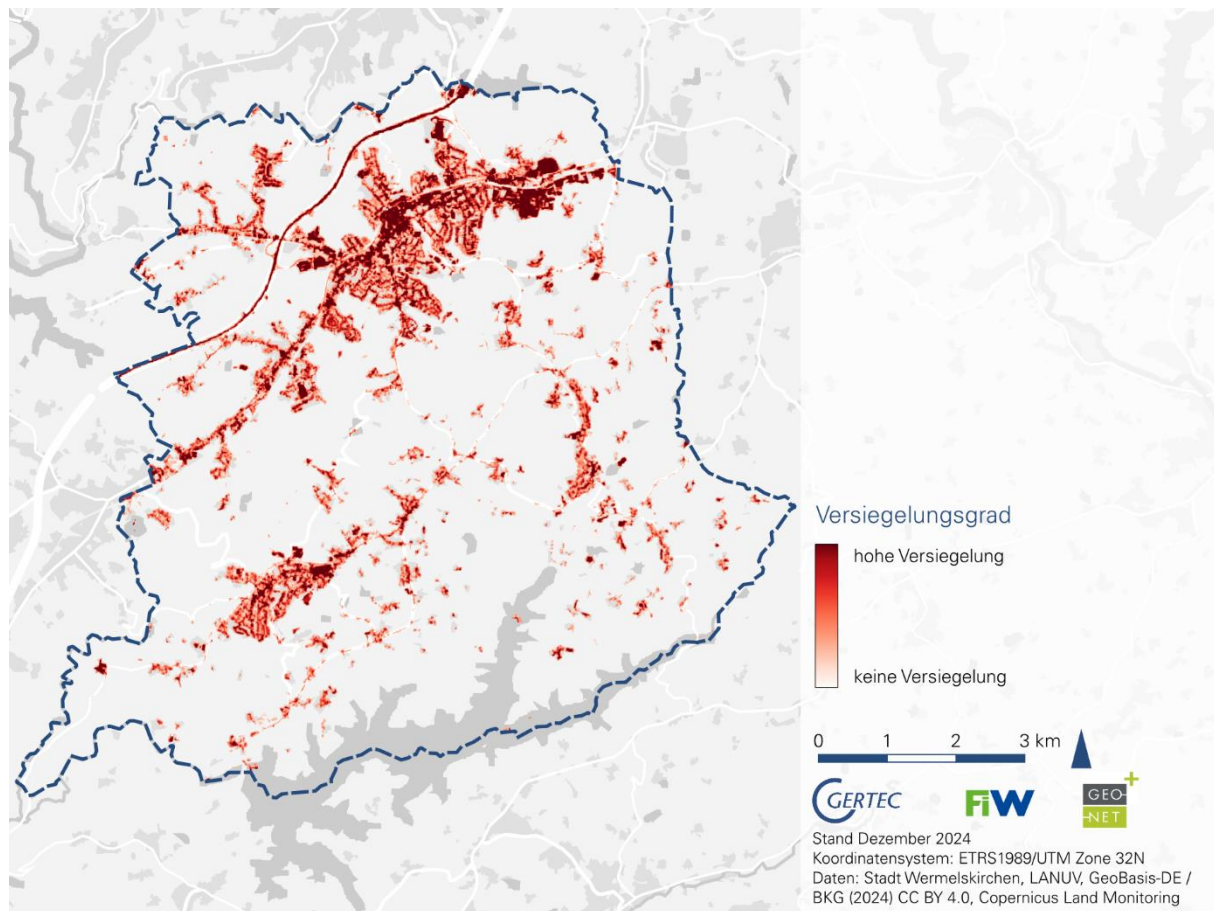 Versiegelungsgrad
hohe Versiegelung
keine Versiegelung
0 1 2 3 km
GERTEC FiW GEO+
NET
Stand Dezember 2024
Koordinatensystem: ETRS1989/UTM Zone 32N
Daten: Stadt Wermelskirchen, LANUV, GeoBasis-DE /
BKG (2024) CC BY 4.0, Copernicus Land Monitoring